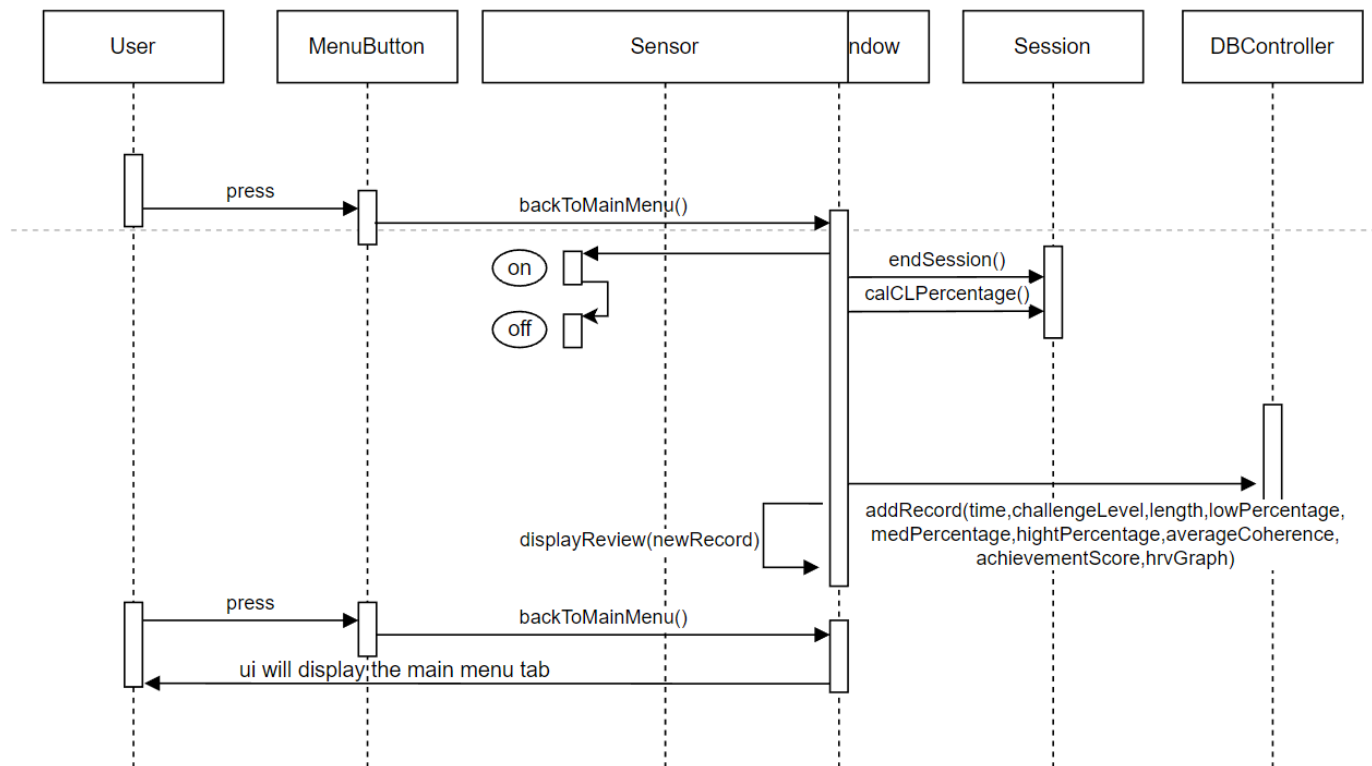 User
MenuButton
Sensor
ndow
Session
DBController
press
backToMainMenu()
on
endSession()
calCLPercentage()
off
addRecord(time,challengeLevel,length,lowPercentage,
medPercentage,hightPercentage,averageCoherence,
achievementScore,hrvGraph)
displayReview(newRecord)
press
backToMainMenu()
ui will display the main menu tab